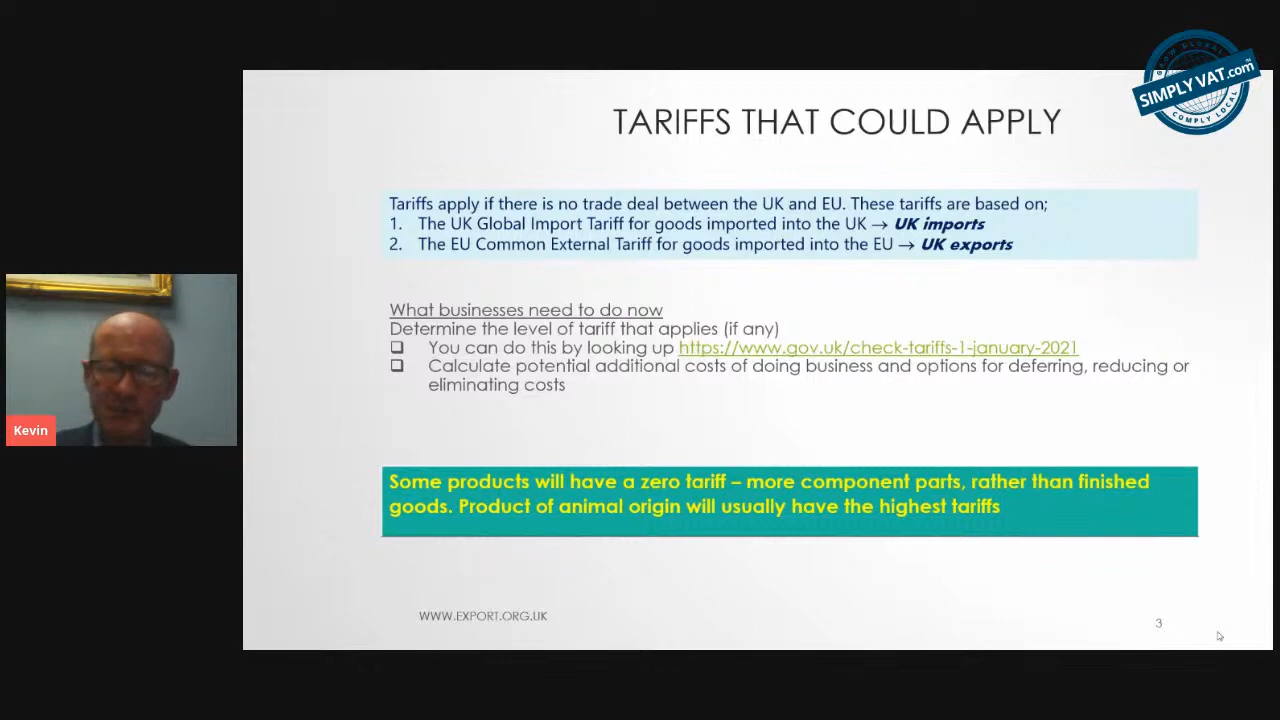 GROW GLOBAL
SIMPLY VAT.com
COMPLY LOCAL
TARIFFS THAT COULD APPLY
Tariffs apply if there is no trade deal between the UK and EU. These tariffs are based on;
1. The UK Global Import Tariff for goods imported into the UK → UK imports
2. The EU Common External Tariff for goods imported into the EU → UK exports
What businesses need to do now
Determine the level of tariff that applies (if any)
❑ You can do this by looking up https://www.gov.uk/check-tariffs-1-january-2021
❑ Calculate potential additional costs of doing business and options for deferring, reducing or
eliminating costs
Kevin
Some products will have a zero tariff – more component parts, rather than finished
goods. Product of animal origin will usually have the highest tariffs
WWW.EXPORT.ORG.UK
3